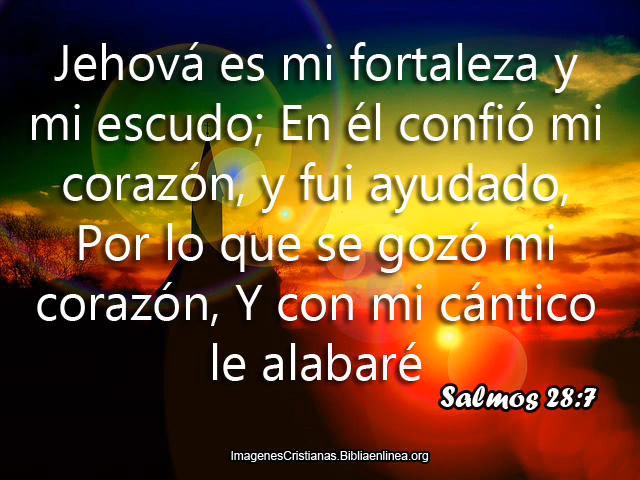 Jehová es mi fortaleza y
mi escudo; En él confió mi
corazón, y fui ayudado,
Por lo que se gozó mi
corazón, Y con mi cántico
le alabaré
Salmos 28:7
ImagenesCristianas.Bibliaenlinea.org